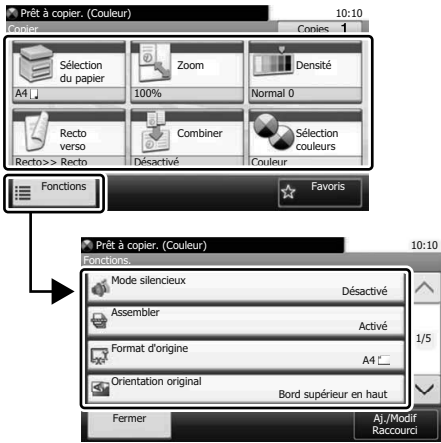 Prêt à copier. (Couleur) 10:10
Copier Copies 1
Sélection du papier
A4
Zoom
100%
Densité
Normal 0
Recto verso
Recto>> Recto
Combiner
Désactivé
Sélection couleurs
Couleur
Fonctions
Favoris
Prêt à copier. (Couleur) 10:10
Fonctions.
Mode silencieux
Désactivé
Assembler
Activé
Format d'origine
A4
Orientation original
Bord supérieur en haut
1/5
Fermer
Aj./Modif
Raccourci